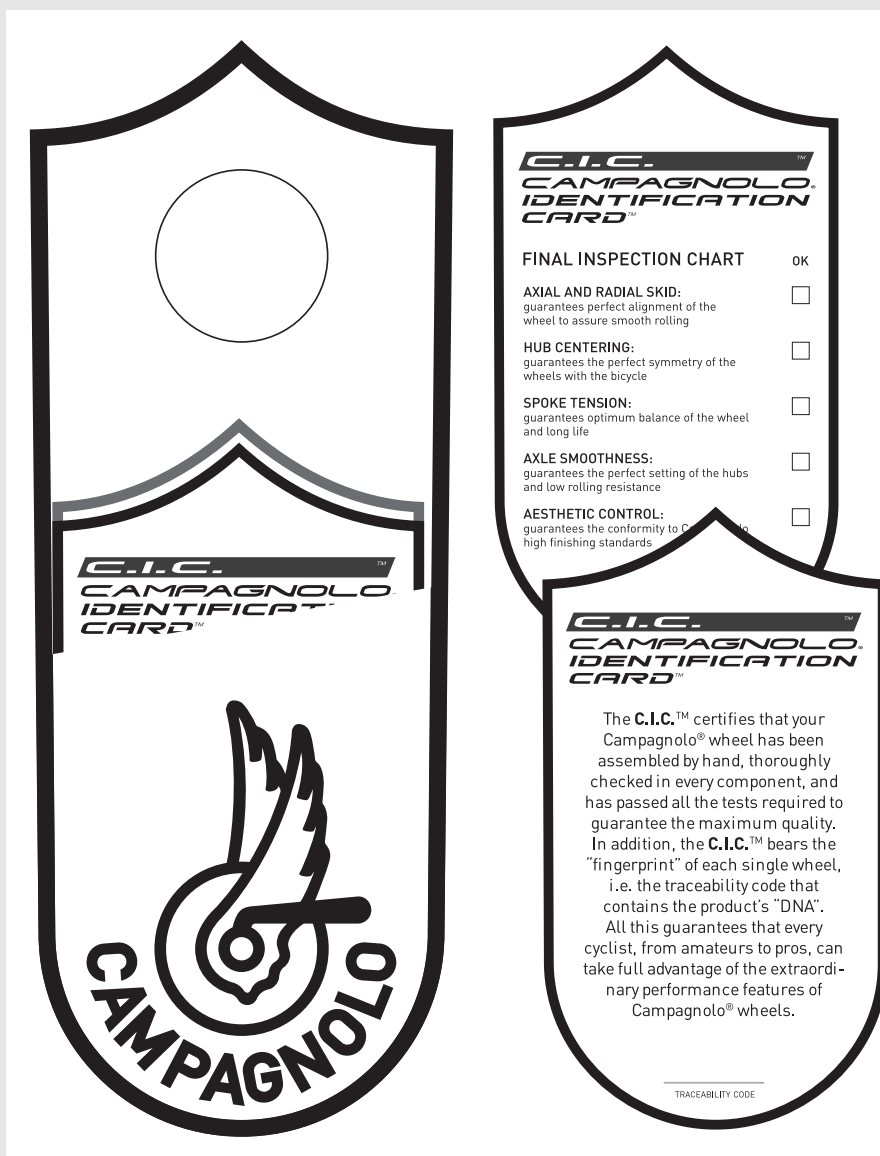 C.I.C. ™
CAMPAGNOLO
CARD™
CAMPAGNOLO
C.I.C. ™
CAMPAGNOLO®
IDENTIFICATION
CARD™
FINAL INSPECTION CHART OK
AXIAL AND RADIAL SKID:
guarantees perfect alignment of the
wheel to assure smooth rolling
HUB CENTERING:
guarantees the perfect symmetry of the
wheels with the bicycle
SPOKE TENSION:
guarantees optimum balance of the wheel
and long life
AXLE SMOOTHNESS:
guarantees the perfect setting of the hubs
and low rolling resistance
AESTHETIC CONTROL:
guarantees the conformity to
high finishing standards
C.I.C. ™
CAMPAGNOLO®
IDENTIFICATION
CARD™
The C.I.C.™ certifies that your
Campagnolo® wheel has been
assembled by hand, thoroughly
checked in every component, and
has passed all the tests required to
guarantee the maximum quality.
In addition, the C.I.C.™ bears the
“fingerprint” of each single wheel,
i.e. the traceability code that
contains the product’s “DNA”.
All this guarantees that every
cyclist, from amateurs to pros, can
take full advantage of the extraordi-
nary performance features of
Campagnolo® wheels.
TRACEABILITY CODE